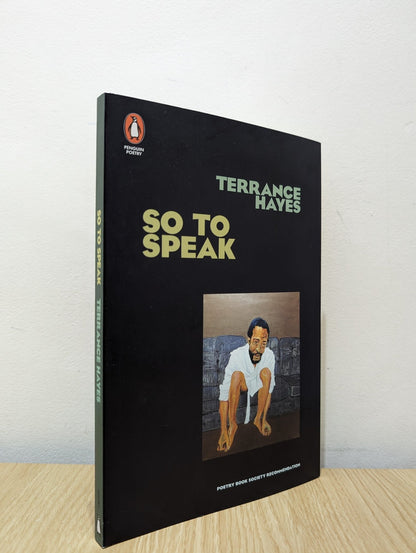 PENGUIN
POETRY
TERRANCE
HAYES
SO TO
SPEAK
POETRY BOOK SOCIETY RECOMMENDATION
SO TO SPEAK TERRANCE HAYES